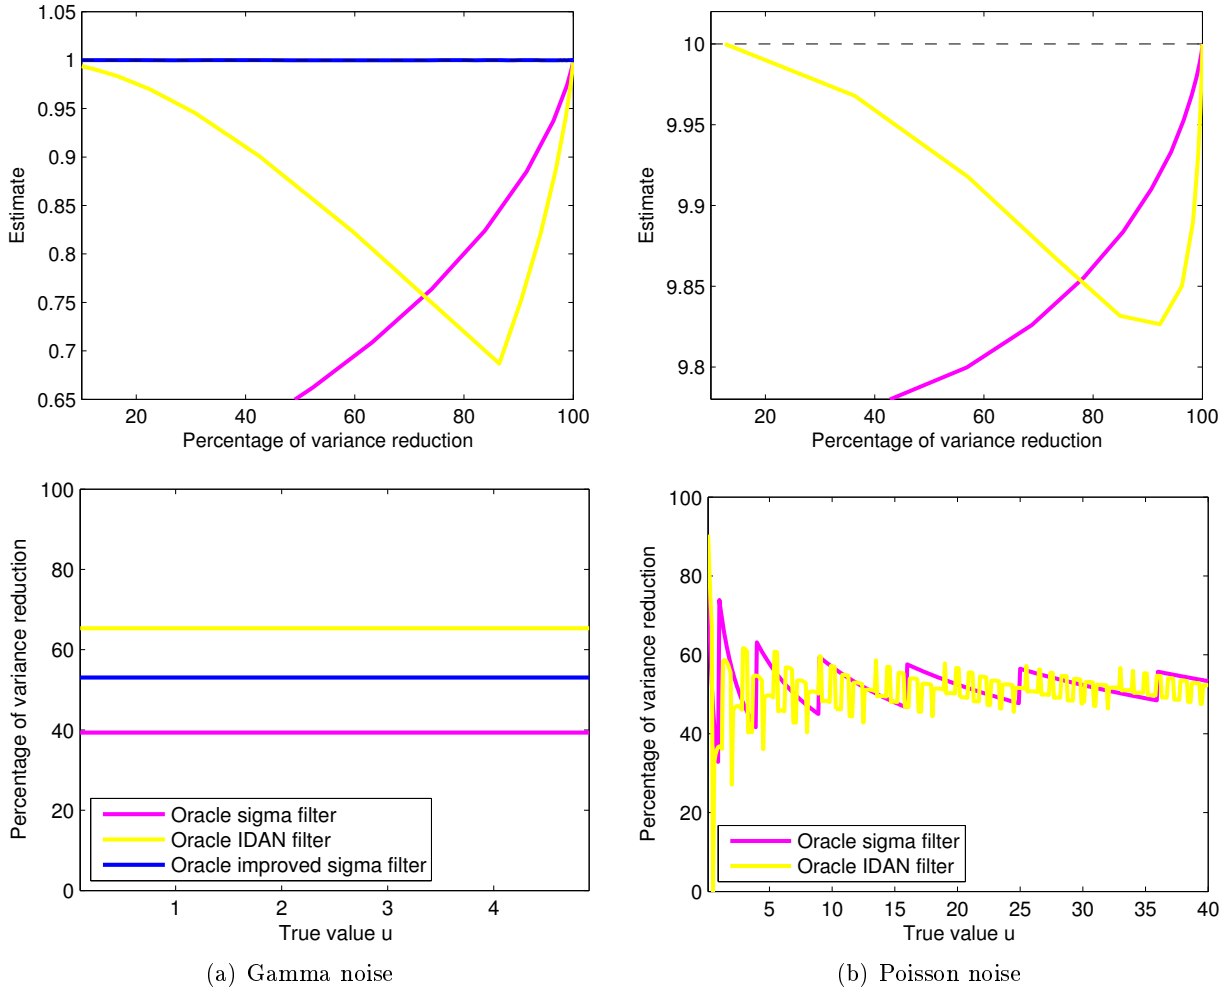 1.05
1
0.95
0.9
0.85
0.8
0.75
0.7
0.65
Estimate
20 40 60 80 100
Percentage of variance reduction
10
9.95
9.9
9.85
9.8
Estimate
20 40 60 80 100
Percentage of variance reduction
100
80
60
40
20
0
Percentage of variance reduction
Oracle sigma filter
Oracle IDAN filter
Oracle improved sigma filter
1 2 3 4
True value u
(a) Gamma noise
100
80
60
40
20
0
Percentage of variance reduction
Oracle sigma filter
Oracle IDAN filter
5 10 15 20 25 30 35 40
True value u
(b) Poisson noise